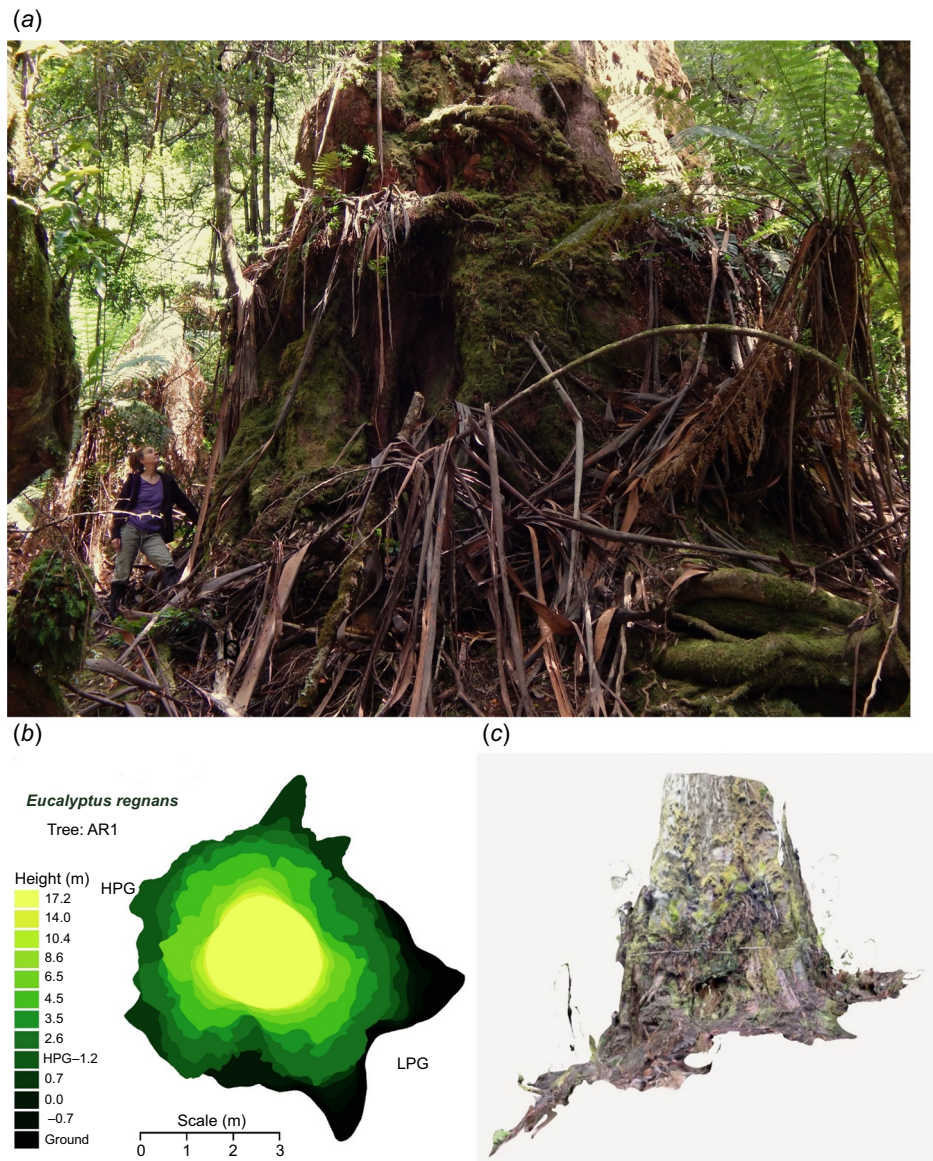 (a)
(b)
(c)
Eucalyptus regnans
Tree: AR1
Height (m)
17.2
14.0
10.4
8.6
6.5
4.5
3.5
2.6
HPG–1.2
0.7
0.0
–0.7
Ground
HPG
LPG
Scale (m)
0 1 2 3